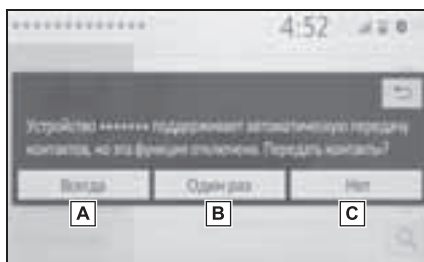 ************** 4:52
Устройство ******* поддерживает автоматическую передачу
контактов, но эта функция отключена. Передать контакты?
Всегда Один раз Нет
A B C